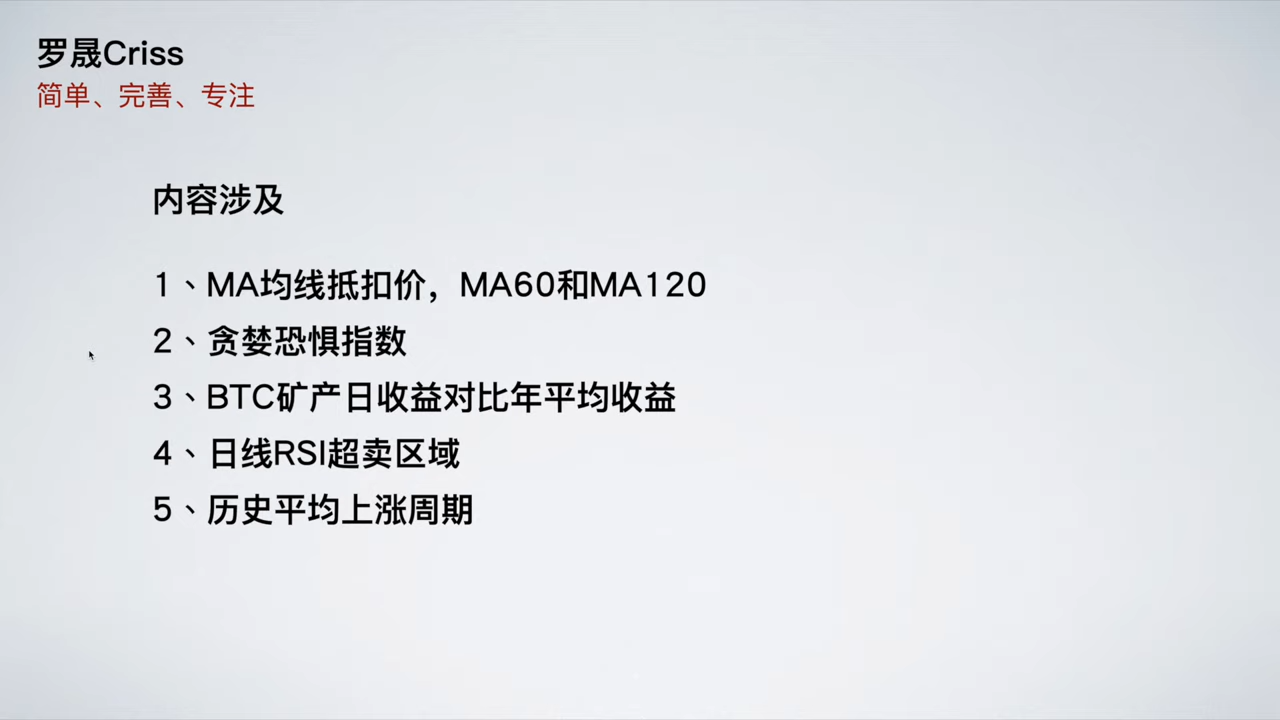 罗晟Criss
简单、完善、专注
内容涉及
1、MA均线抵扣价，MA60和MA120
2、贪婪恐惧指数
3、BTC矿产日收益对比年平均收益
4、日线RSI超卖区域
5、历史平均上涨周期